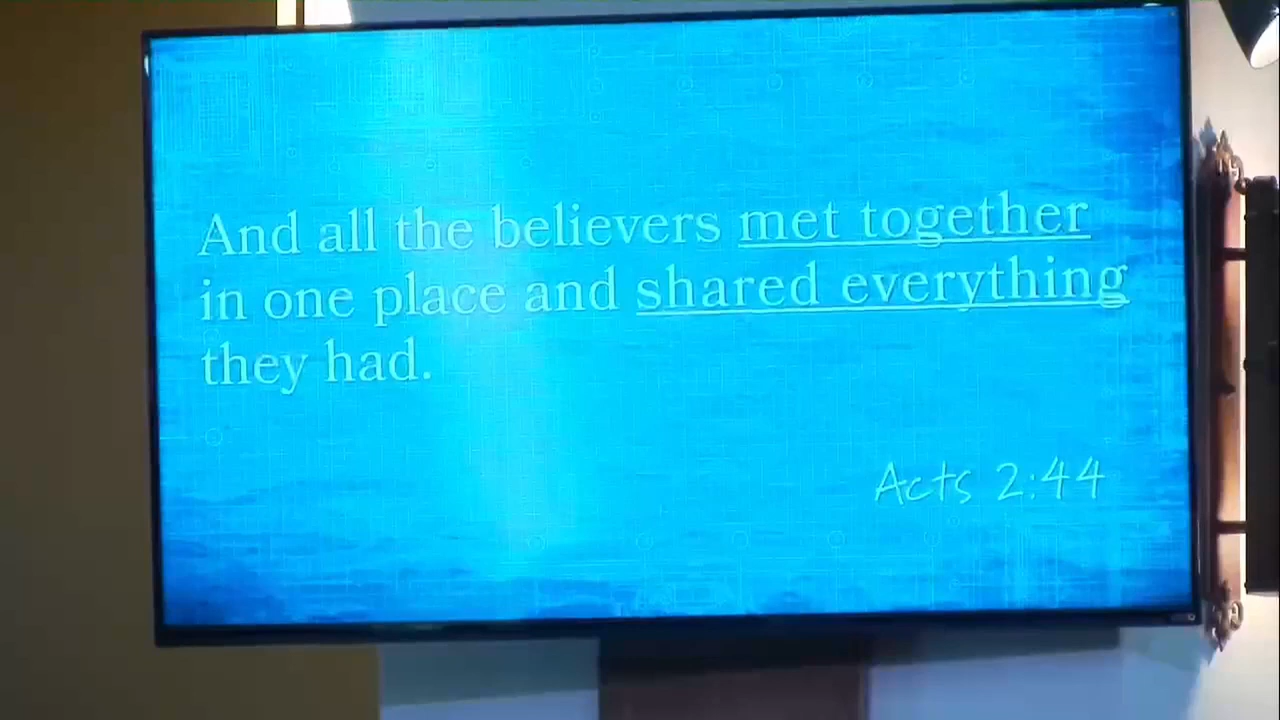 And all the believers met together
in one place and shared everything
they had.
Acts 2:44